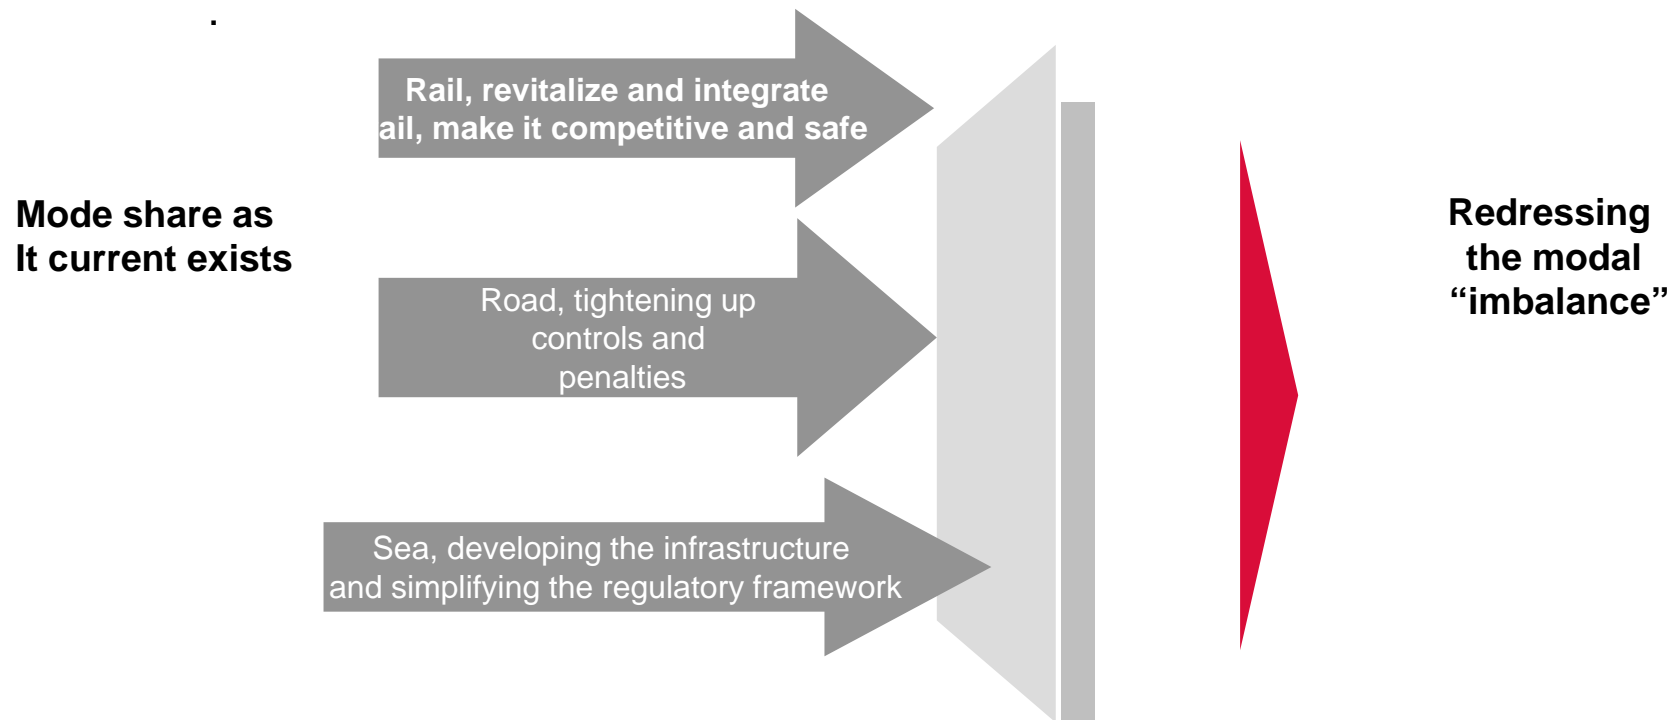 .
Rail, revitalize and integrate
ail, make it competitive and safe
Mode share as
It current exists
Road, tightening up
controls and
penalties
Sea, developing the infrastructure
and simplifying the regulatory framework
Redressing
the modal
“imbalance”